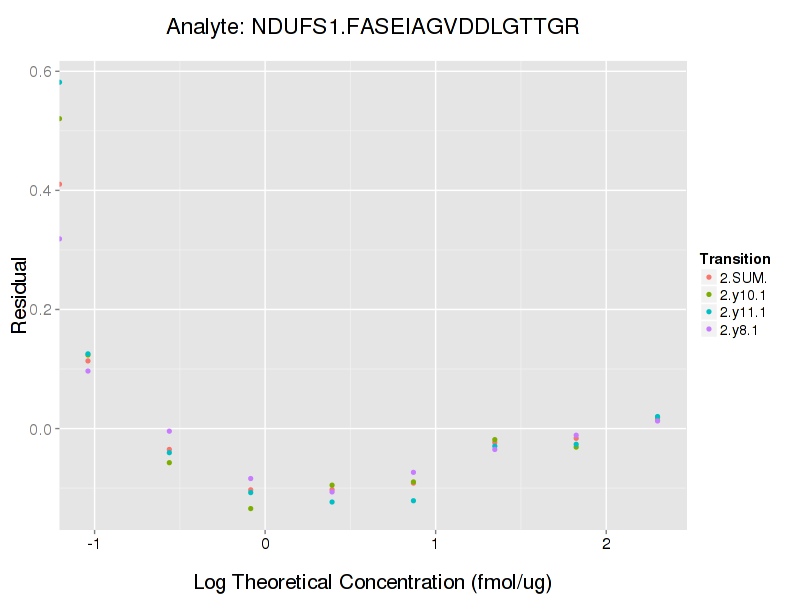 Analyte: NDUFS1.FASEIAGVDDLGTTGR
0.6
0.4
0.2
0.0
Residual
-1
0
1
2
Log Theoretical Concentration (fmol/ug)
Transition
2.SUM.
2.y10.1
2.y11.1
2.y8.1